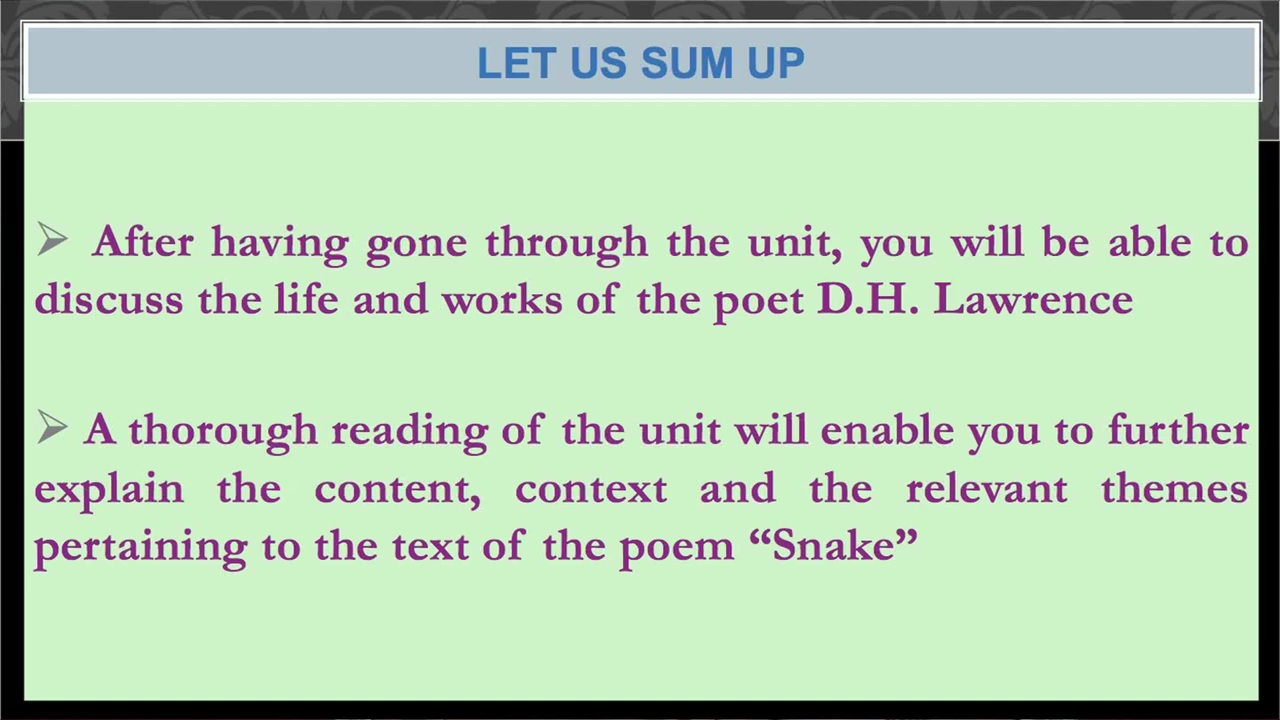 LET US SUM UP
➢ After having gone through the unit, you will be able to
discuss the life and works of the poet D.H. Lawrence
➢ A thorough reading of the unit will enable you to further
explain the content, context and the relevant themes
pertaining to the text of the poem “Snake”